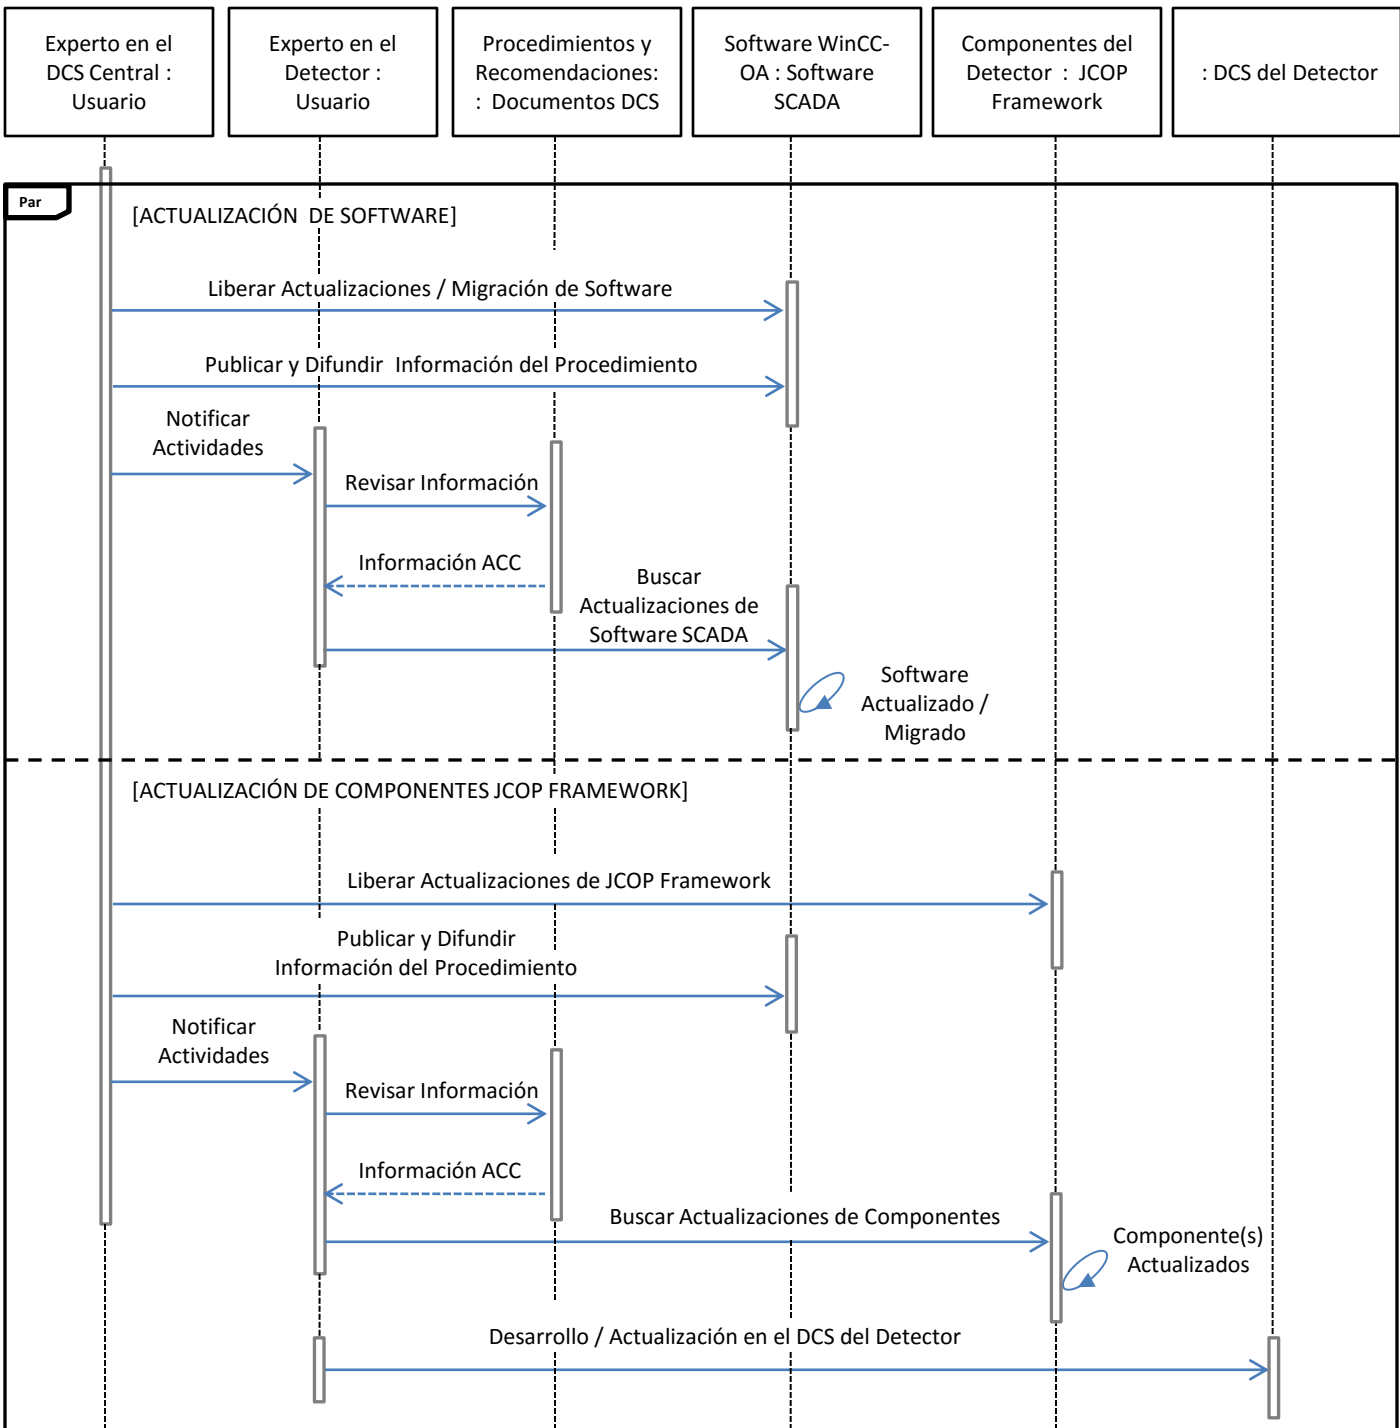 Experto en el
DCS Central :
Usuario
Experto en el
Detector :
Usuario
Procedimientos y
Recomendaciones:
: Documentos DCS
Software WinCC-
OA : Software
SCADA
Componentes del
Detector : JCOP
Framework
: DCS del Detector
Par
[ACTUALIZACIÓN DE SOFTWARE]
Liberar Actualizaciones / Migración de Software
Publicar y Difundir Información del Procedimiento
Notificar
Actividades
Revisar Información
Información ACC
Buscar
Actualizaciones de
Software SCADA
Software
Actualizado /
Migrado
[ACTUALIZACIÓN DE COMPONENTES JCOP FRAMEWORK]
Liberar Actualizaciones de JCOP Framework
Publicar y Difundir
Información del Procedimiento
Notificar
Actividades
Revisar Información
Información ACC
Buscar Actualizaciones de Componentes
Componente(s)
Actualizados
Desarrollo / Actualización en el DCS del Detector